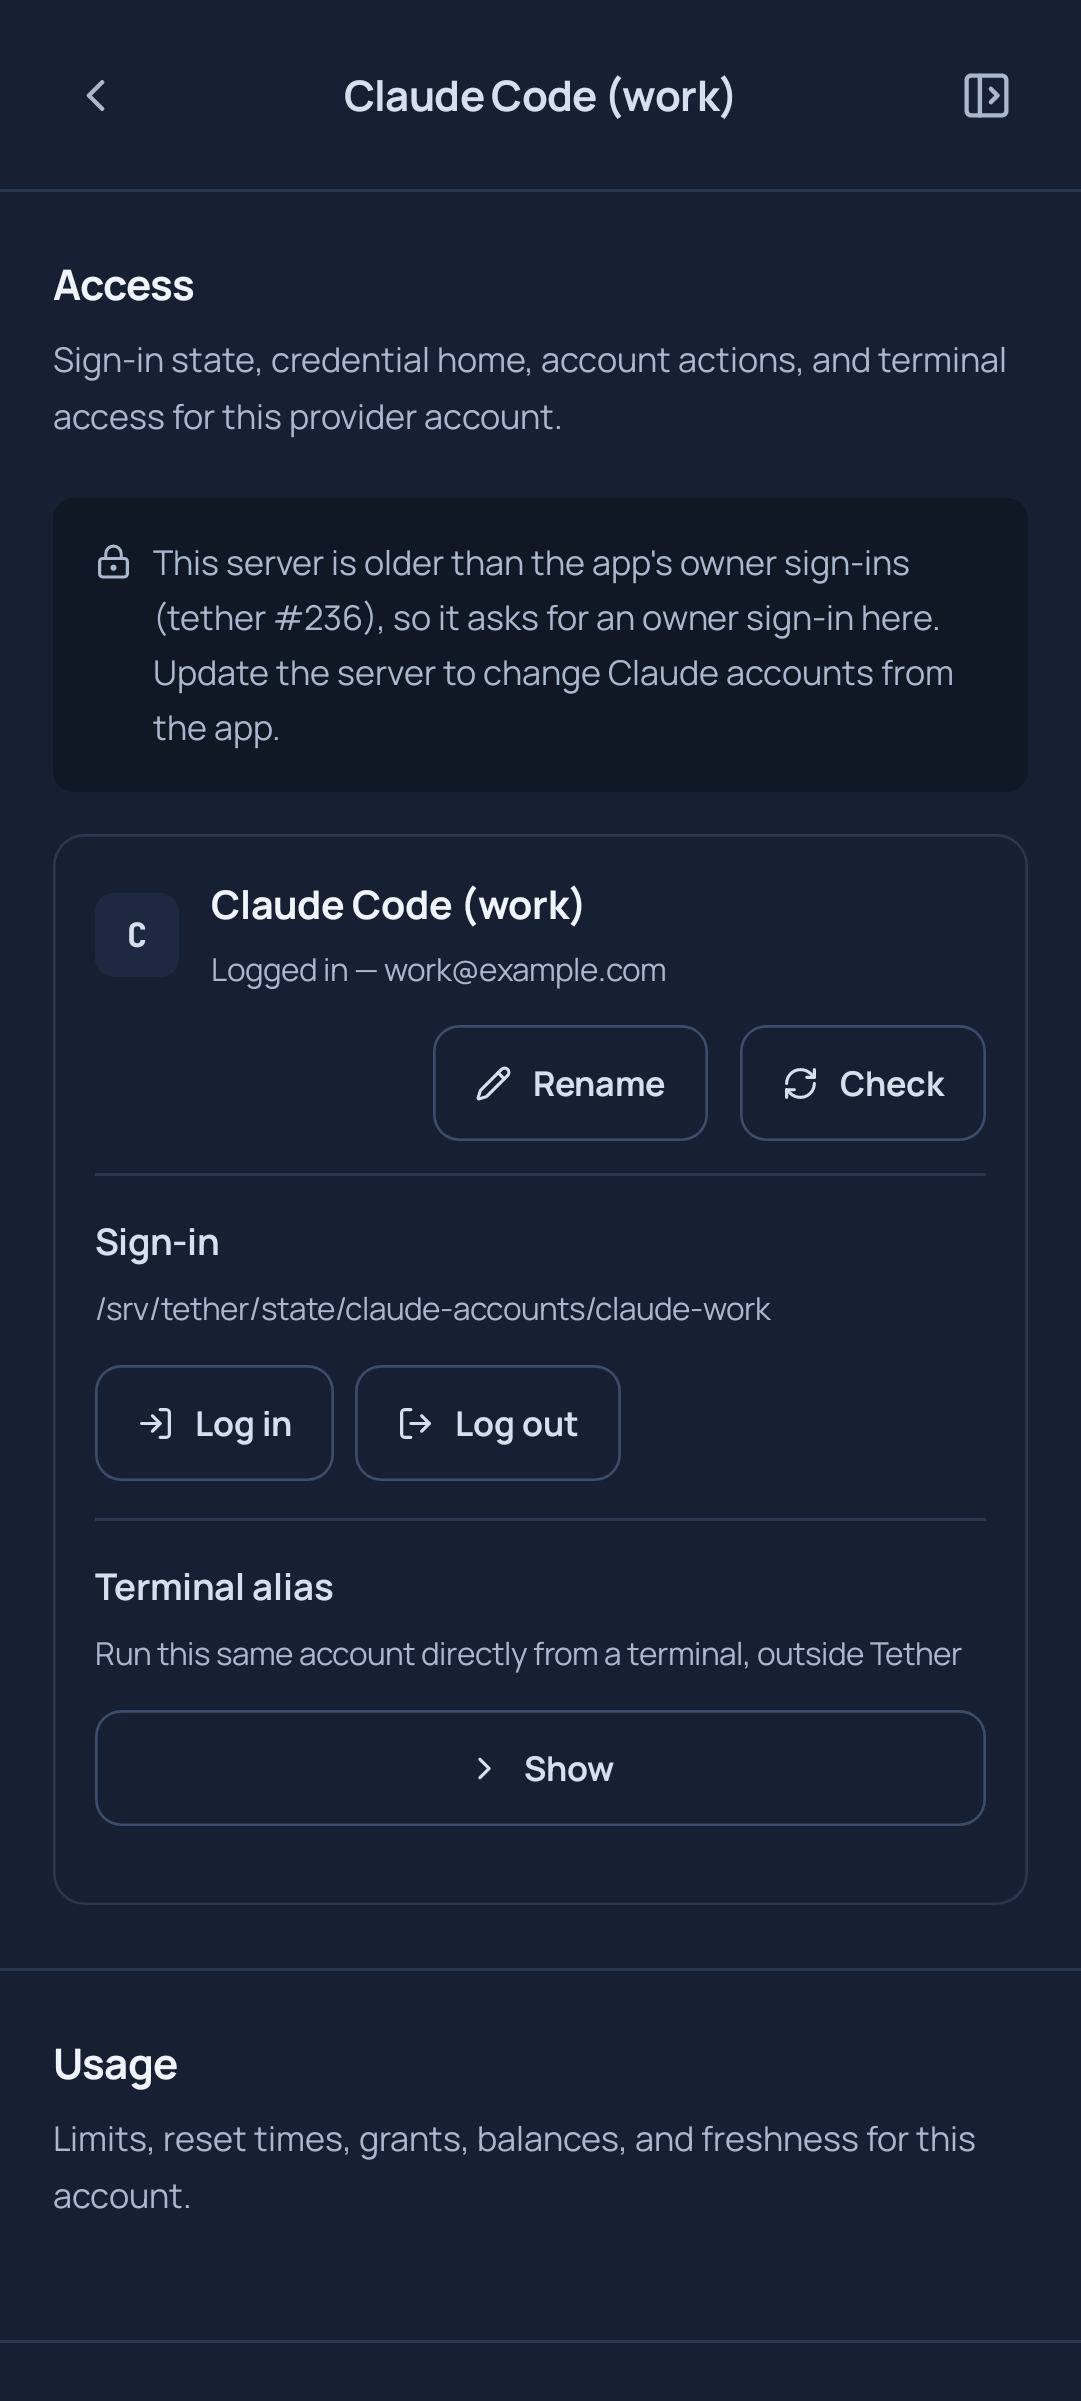 Claude Code (work)
Access
Sign-in state, credential home, account actions, and terminal
access for this provider account.
This server is older than the app's owner sign-ins
(tether #236), so it asks for an owner sign-in here.
Update the server to change Claude accounts from
the app.
C
Claude Code (work)
Logged in — work@example.com
Rename
Check
Sign-in
/srv/tether/state/claude-accounts/claude-work
Log in
Log out
Terminal alias
Run this same account directly from a terminal, outside Tether
Show
Usage
Limits, reset times, grants, balances, and freshness for this
account.